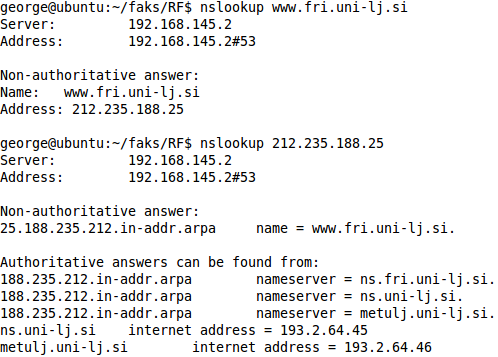 george@ubuntu:~/faks/RF$ nslookup www.fri.uni-lj.si
Server:         192.168.145.2
Address:        192.168.145.2#53

Non-authoritative answer:
Name:   www.fri.uni-lj.si
Address: 212.235.188.25

george@ubuntu:~/faks/RF$ nslookup 212.235.188.25
Server:         192.168.145.2
Address:        192.168.145.2#53

Non-authoritative answer:
25.188.235.212.in-addr.arpa     name = www.fri.uni-lj.si.

Authoritative answers can be found from:
188.235.212.in-addr.arpa        nameserver = ns.fri.uni-lj.si.
188.235.212.in-addr.arpa        nameserver = ns.uni-lj.si.
188.235.212.in-addr.arpa        nameserver = metulj.uni-lj.si.
ns.uni-lj.si    internet address = 193.2.64.45
metulj.uni-lj.si        internet address = 193.2.64.46